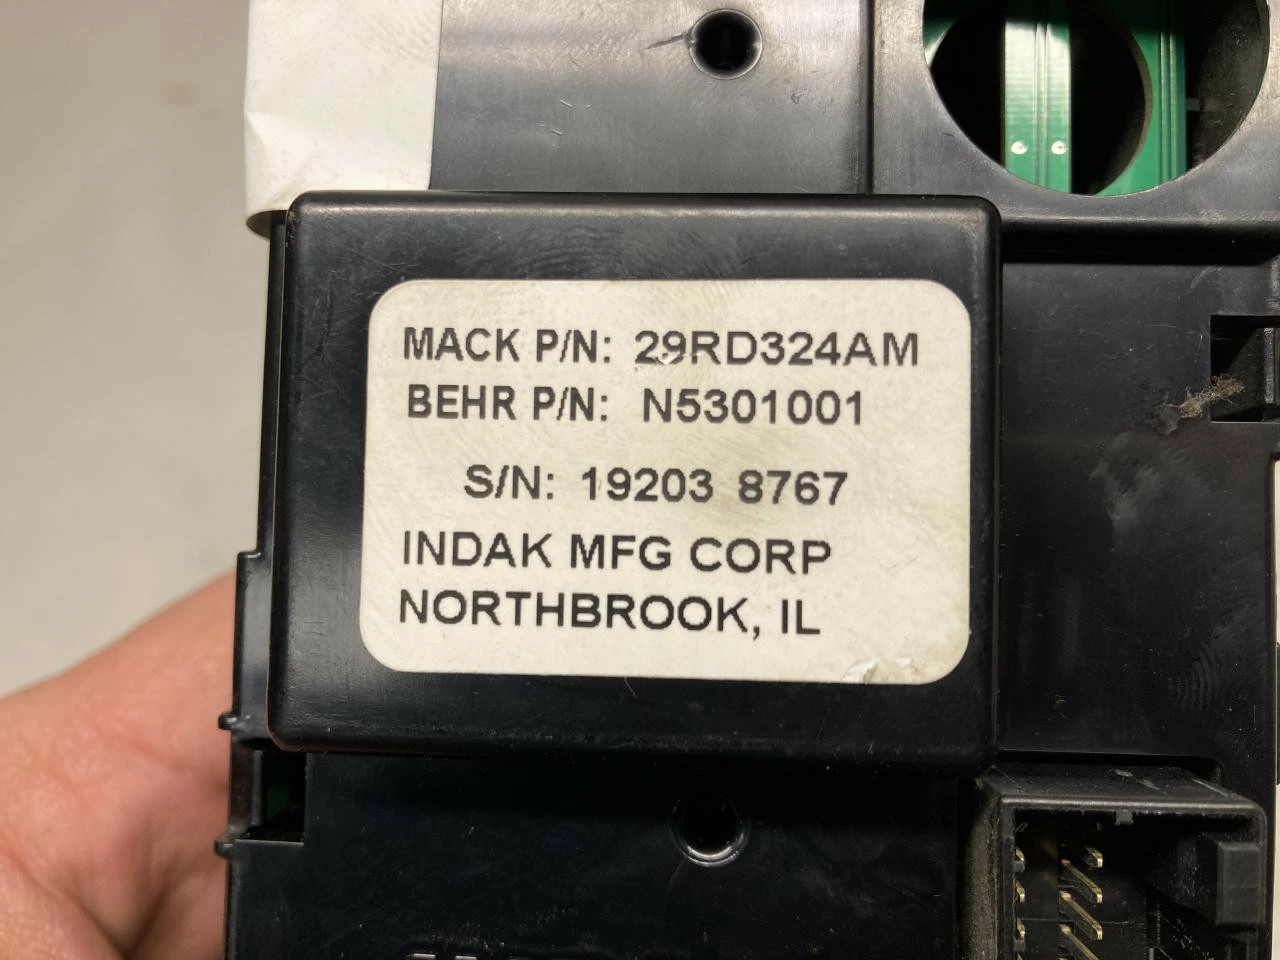 MACK P/N: 29RD324AM
BEHR P/N: N5301001
S/N: 19203 8767
INDAK MFG CORP
NORTHBROOK, IL